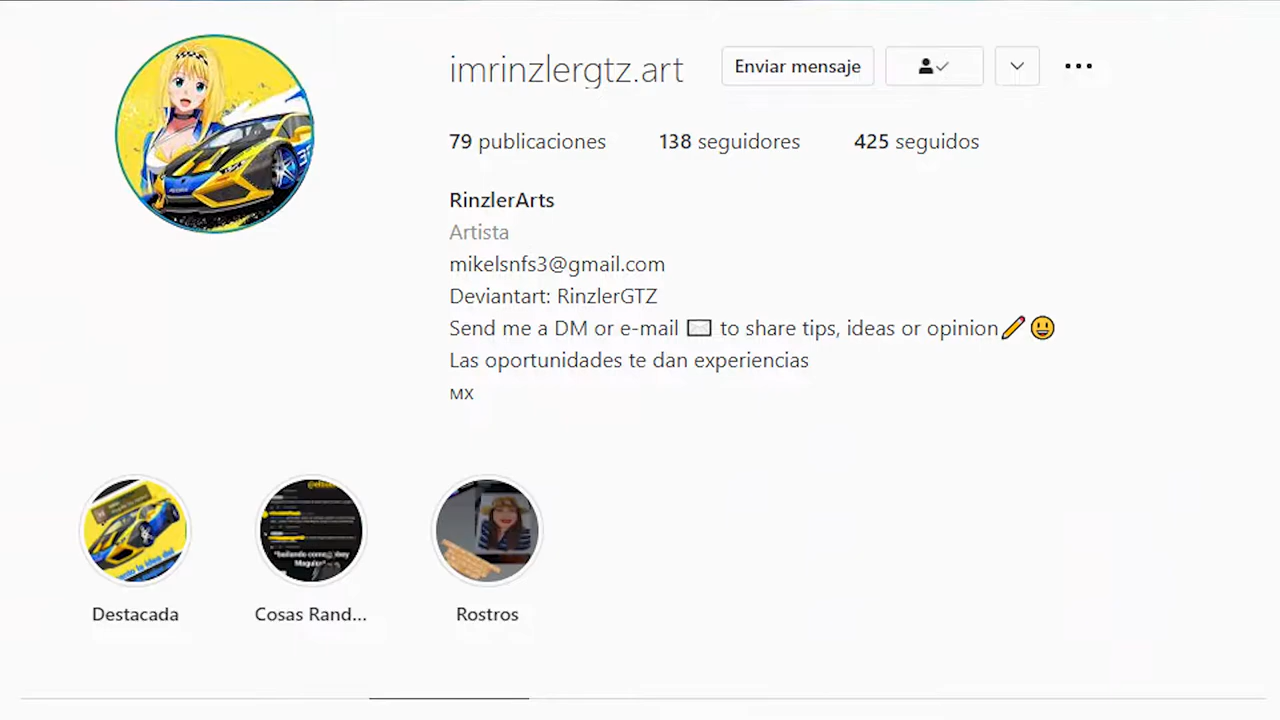 imrinzlergtz.art
Enviar mensaje
79 publicaciones 138 seguidores 425 seguidos
RinzlerArts
Artista
mikelsnfs3@gmail.com
Deviantart: RinzlerGTZ
Send me a DM or e-mail ✉️ to share tips, ideas or opinion✏️😃
Las oportunidades te dan experiencias
MX
Destacada Cosas Rand... Rostros